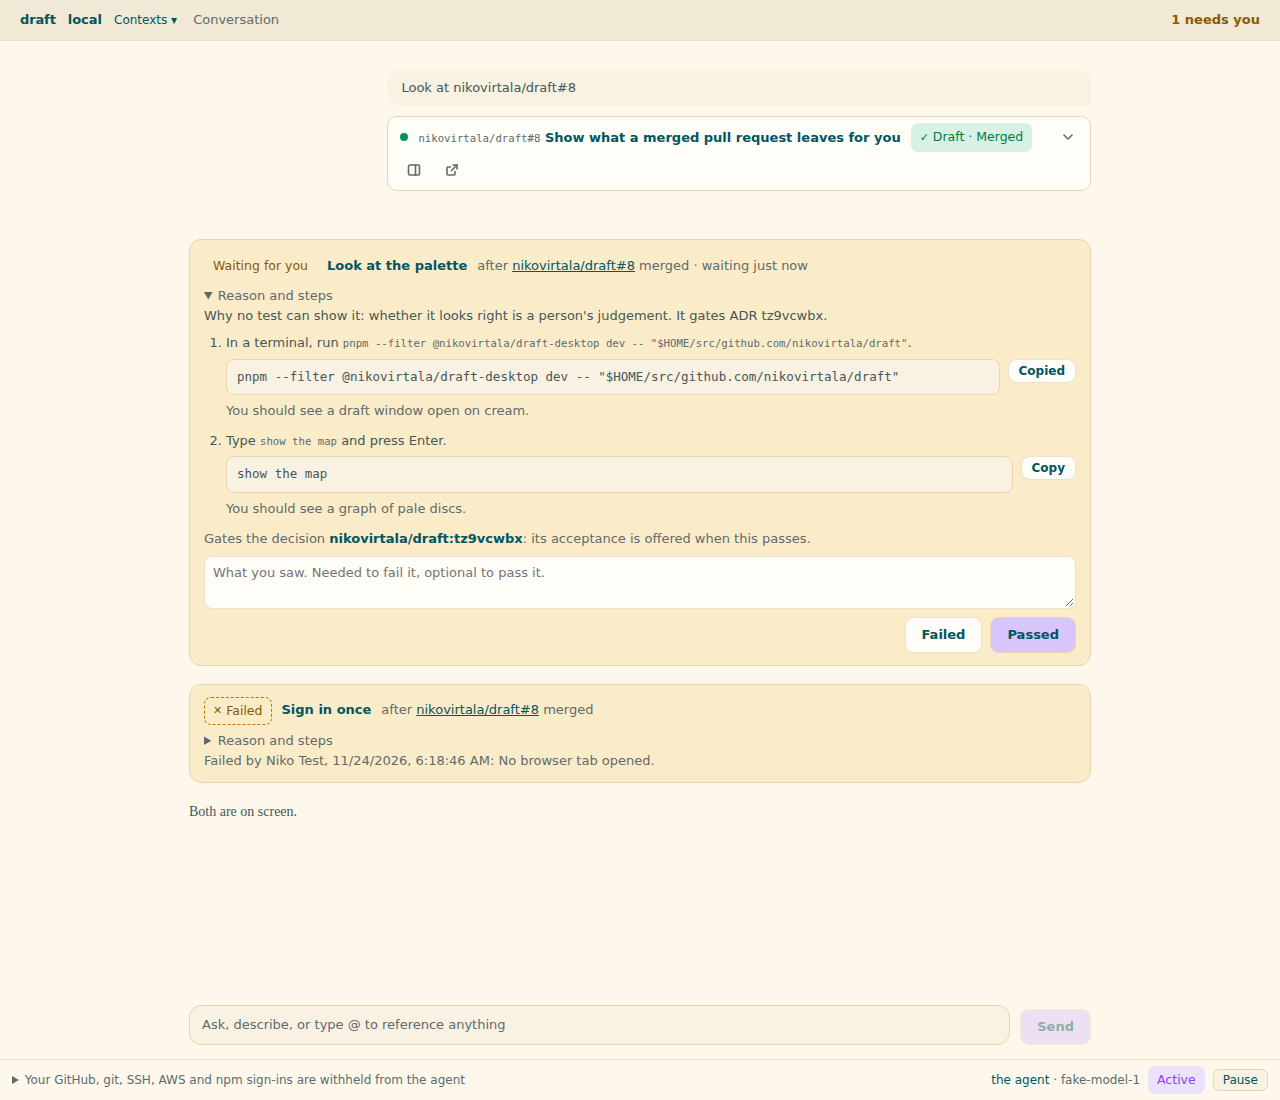 draft local Contexts ▾ Conversation 1 needs you
Look at nikovirtala/draft#8
nikovirtala/draft#8 Show what a merged pull request leaves for you ✓ Draft · Merged
Waiting for you Look at the palette after nikovirtala/draft#8 merged · waiting just now
▼ Reason and steps
Why no test can show it: whether it looks right is a person's judgement. It gates ADR tz9vcwbx.
1. In a terminal, run pnpm --filter @nikovirtala/draft-desktop dev -- "$HOME/src/github.com/nikovirtala/draft".
pnpm --filter @nikovirtala/draft-desktop dev -- "$HOME/src/github.com/nikovirtala/draft" Copied
You should see a draft window open on cream.
2. Type show the map and press Enter.
show the map Copy
You should see a graph of pale discs.
Gates the decision nikovirtala/draft:tz9vcwbx: its acceptance is offered when this passes.
What you saw. Needed to fail it, optional to pass it.
Failed Passed
✕ Failed Sign in once after nikovirtala/draft#8 merged
▶ Reason and steps
Failed by Niko Test, 11/24/2026, 6:18:46 AM: No browser tab opened.
Both are on screen.
Ask, describe, or type @ to reference anything Send
▶ Your GitHub, git, SSH, AWS and npm sign-ins are withheld from the agent the agent · fake-model-1 Active Pause